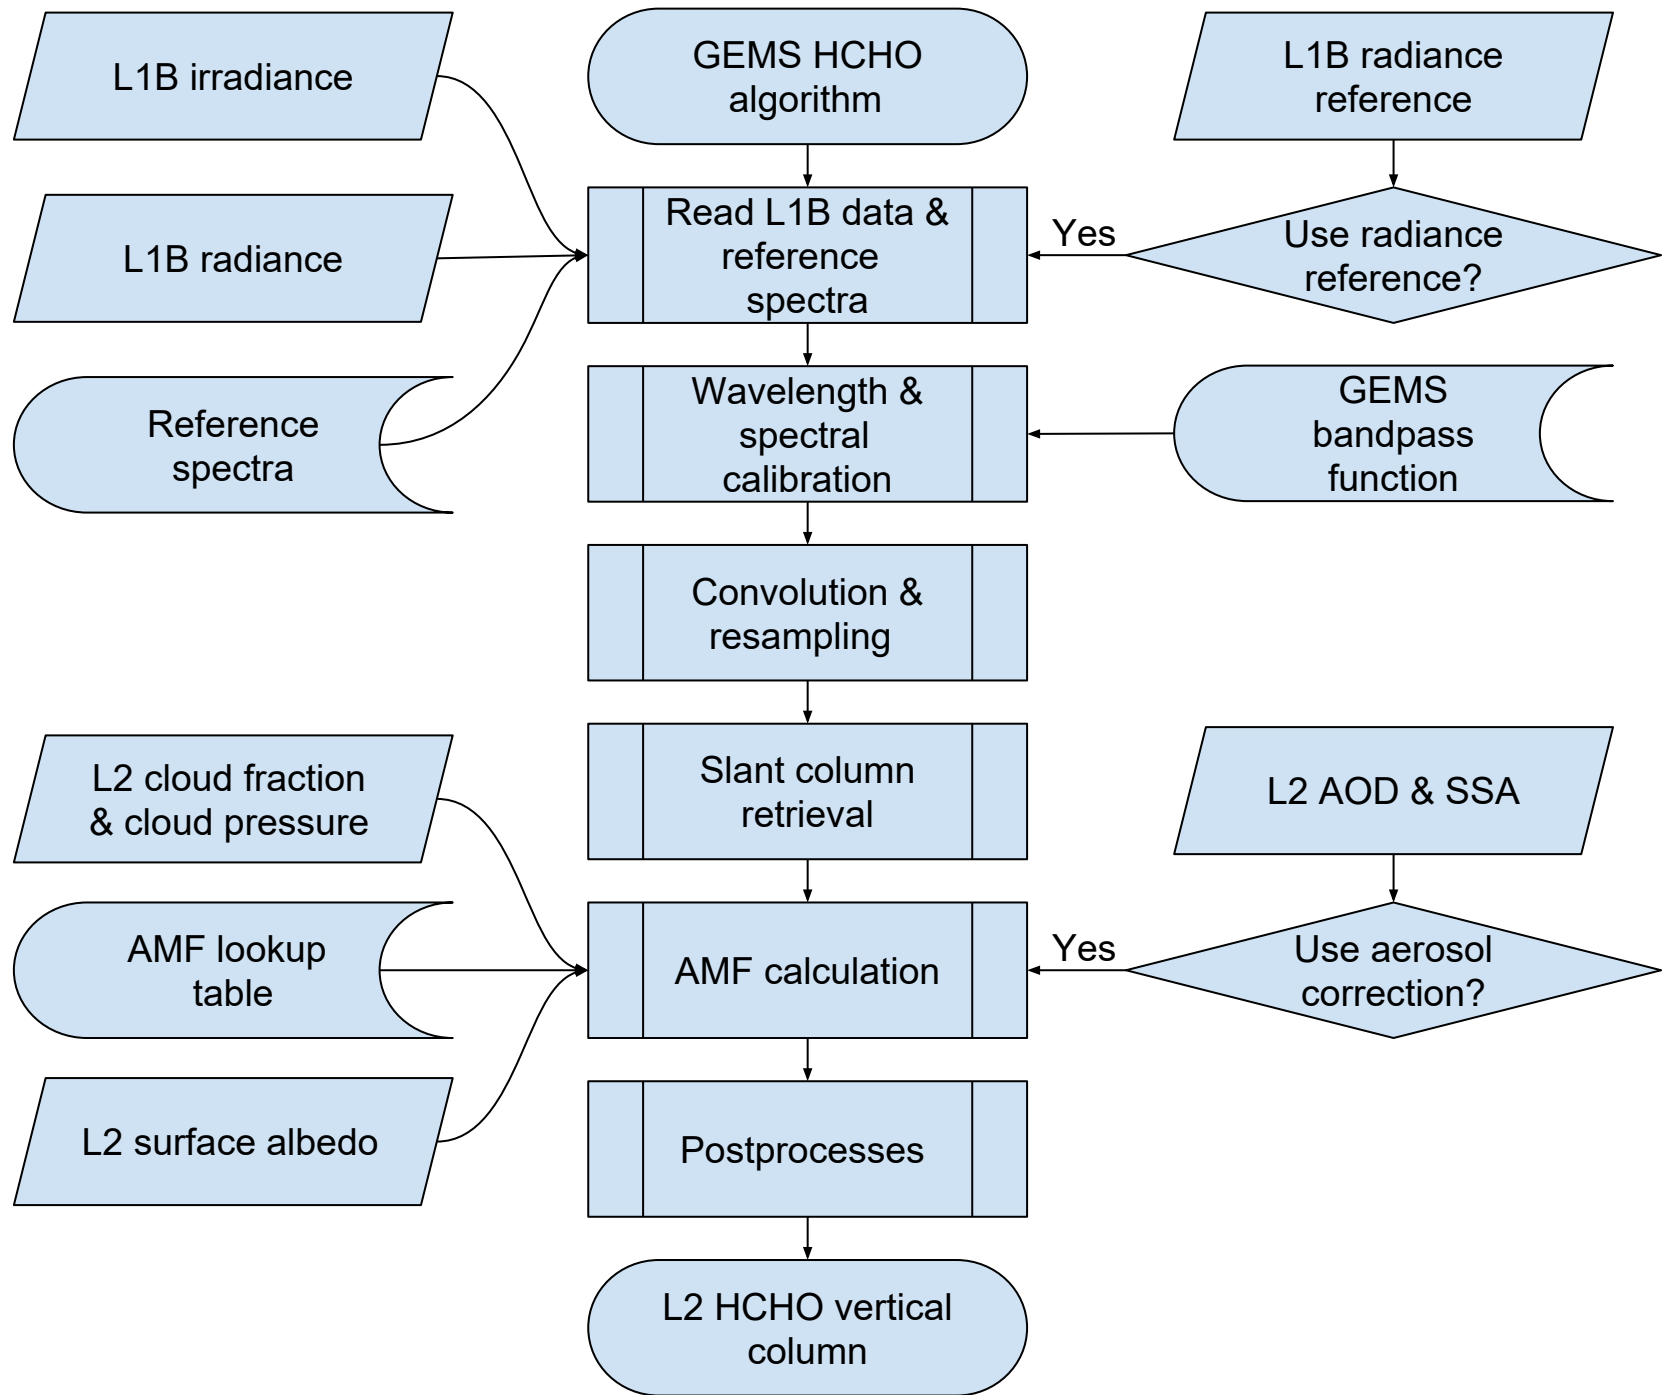 L1B irradiance
GEMS HCHO
algorithm
L1B radiance
reference
L1B radiance
Read L1B data &
reference
spectra
Yes
Use radiance
reference?
Reference
spectra
Wavelength &
spectral
calibration
GEMS
bandpass
function
Convolution &
resampling
L2 cloud fraction
& cloud pressure
Slant column
retrieval
L2 AOD & SSA
AMF lookup
table
AMF calculation
Yes
Use aerosol
correction?
L2 surface albedo
Postprocesses
L2 HCHO vertical
column